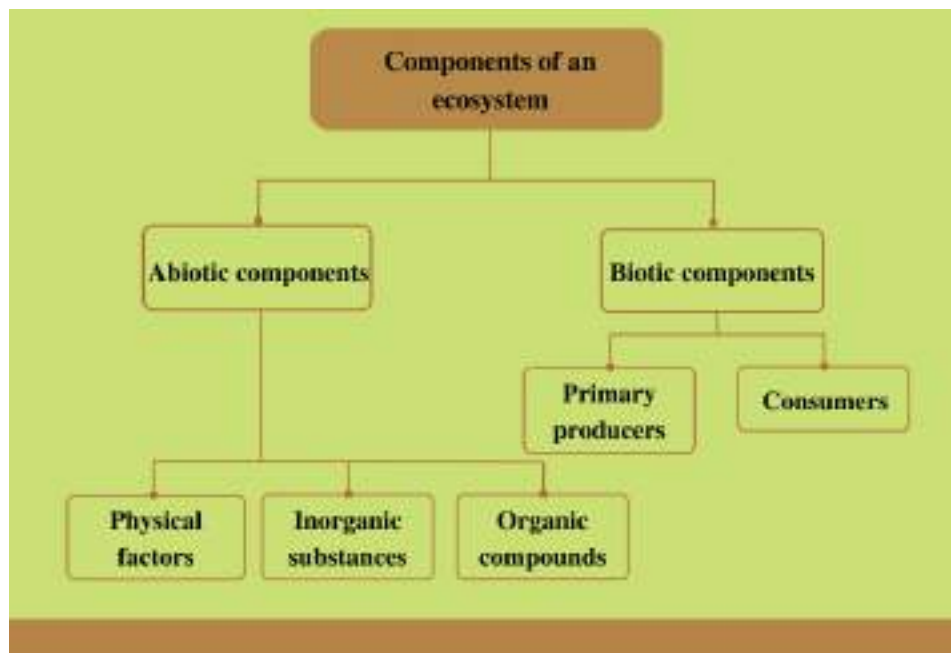 Components of an
ecosystem
Abiotic components
Biotic components
Primary
producers
Consumers
Physical
factors
Inorganic
substances
Organic
compounds